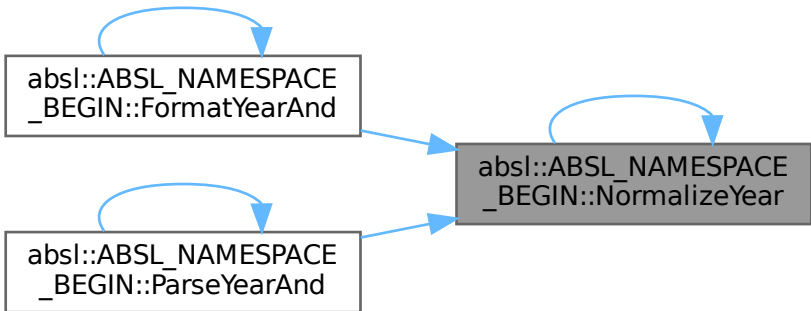 absl::ABSL_NAMESPACE
_BEGIN::FormatYearAnd
absl::ABSL_NAMESPACE
_BEGIN::NormalizeYear
absl::ABSL_NAMESPACE
_BEGIN::ParseYearAnd